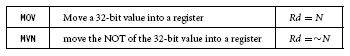 MOV Move a 32-bit value into a register Rd = N
MVN move the NOT of the 32-bit value into a register Rd = ∼N